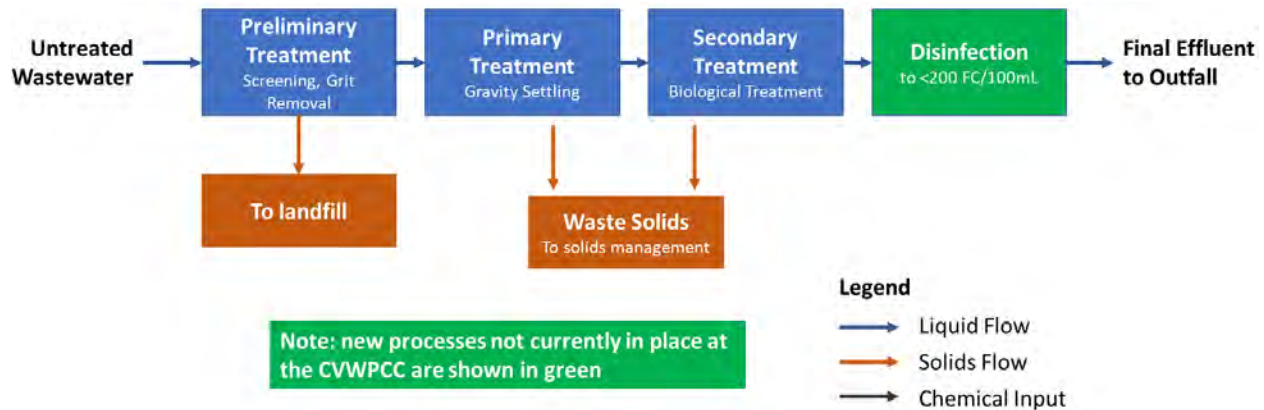 Untreated
Wastewater
Preliminary
Treatment
Screening, Grit
Removal
Primary
Treatment
Gravity Settling
Secondary
Treatment
Biological Treatment
Disinfection
to <200 FC/100mL
Final Effluent
to Outfall
To landfill
Waste Solids
To solids management
Note: new processes not currently in place at
the CVWPCC are shown in green
Legend
Liquid Flow
Solids Flow
Chemical Input